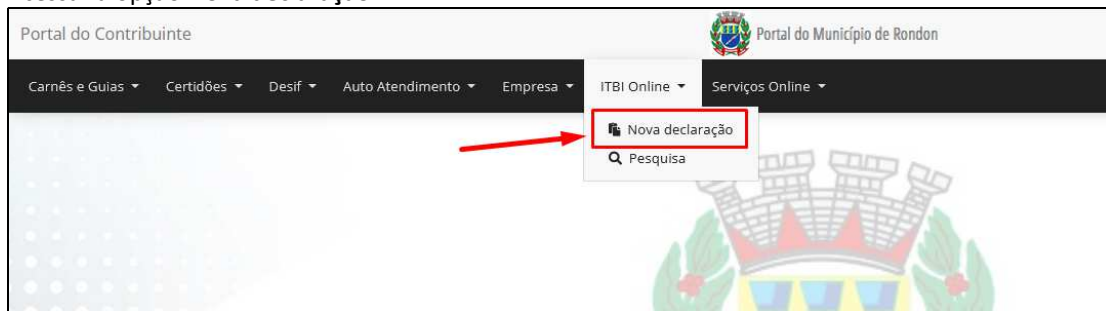 Portal do Contribuinte
Portal do Município de Rondon
Carnês e Guias Certidões Desif Auto Atendimento Empresa ITBI Online Serviços Online
Nova declaração
Pesquisa